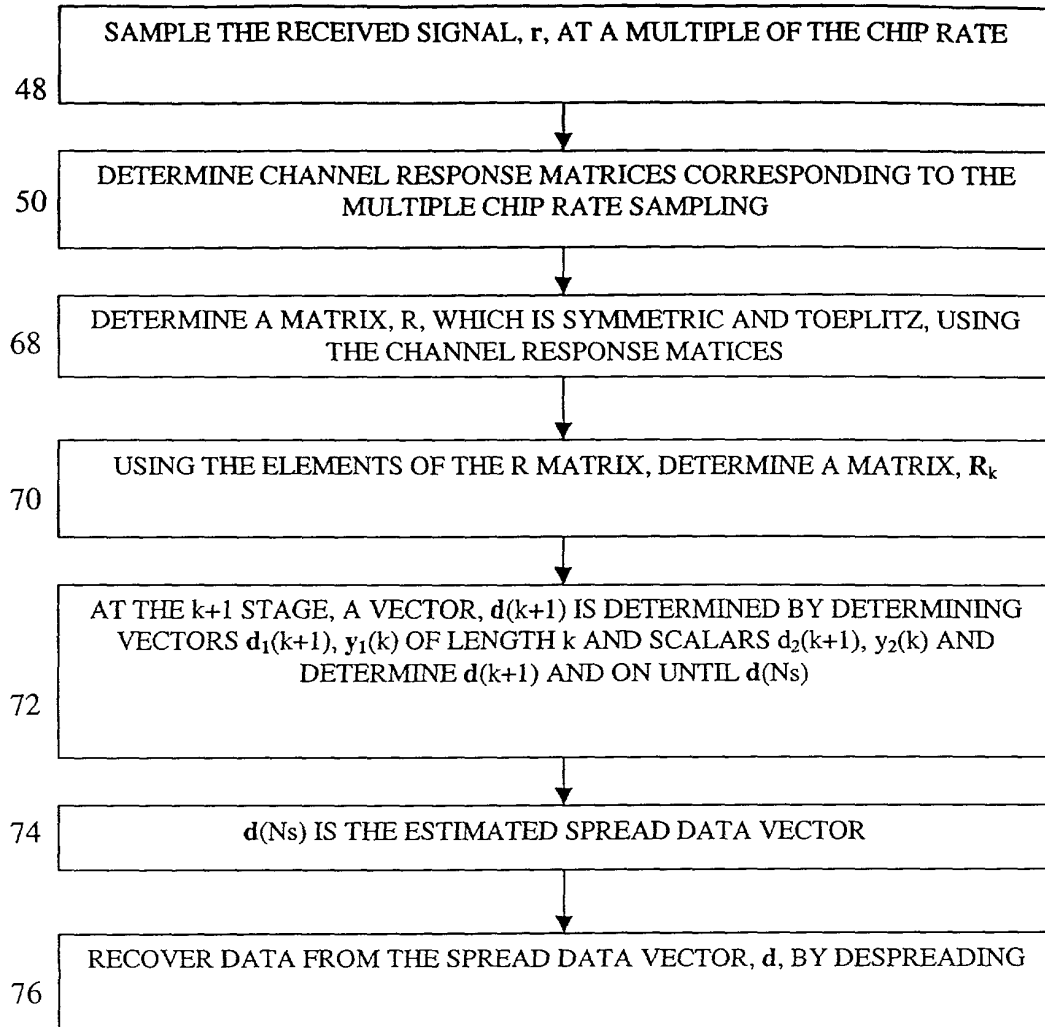 SAMPLE THE RECEIVED SIGNAL, r, AT A MULTIPLE OF THE CHIP RATE
48
DETERMINE CHANNEL RESPONSE MATRICES CORRESPONDING TO THE
MULTIPLE CHIP RATE SAMPLING
50
DETERMINE A MATRIX, R, WHICH IS SYMMETRIC AND TOEPLITZ, USING
THE CHANNEL RESPONSE MATICES
68
USING THE ELEMENTS OF THE R MATRIX, DETERMINE A MATRIX, Rₖ
70
AT THE k+1 STAGE, A VECTOR, d(k+1) IS DETERMINED BY DETERMINING
VECTORS d₁(k+1), y₁(k) OF LENGTH k AND SCALARS d₂(k+1), y₂(k) AND
DETERMINE d(k+1) AND ON UNTIL d(Ns)
72
d(Ns) IS THE ESTIMATED SPREAD DATA VECTOR
74
RECOVER DATA FROM THE SPREAD DATA VECTOR, d, BY DESPREADING
76